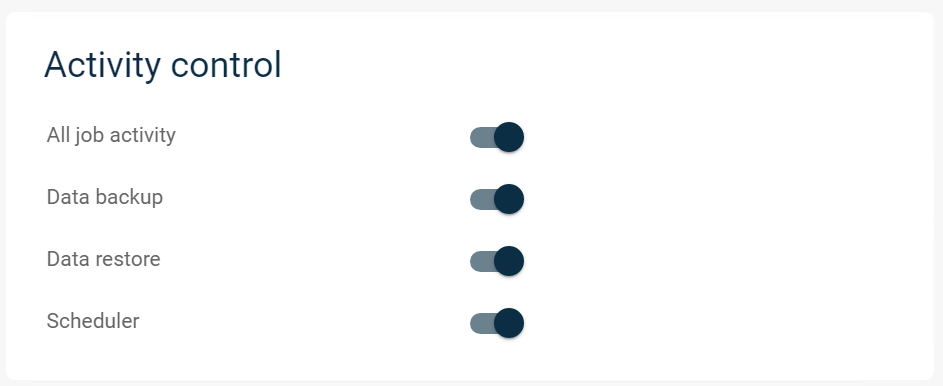 Activity control
All job activity
Data backup
Data restore
Scheduler